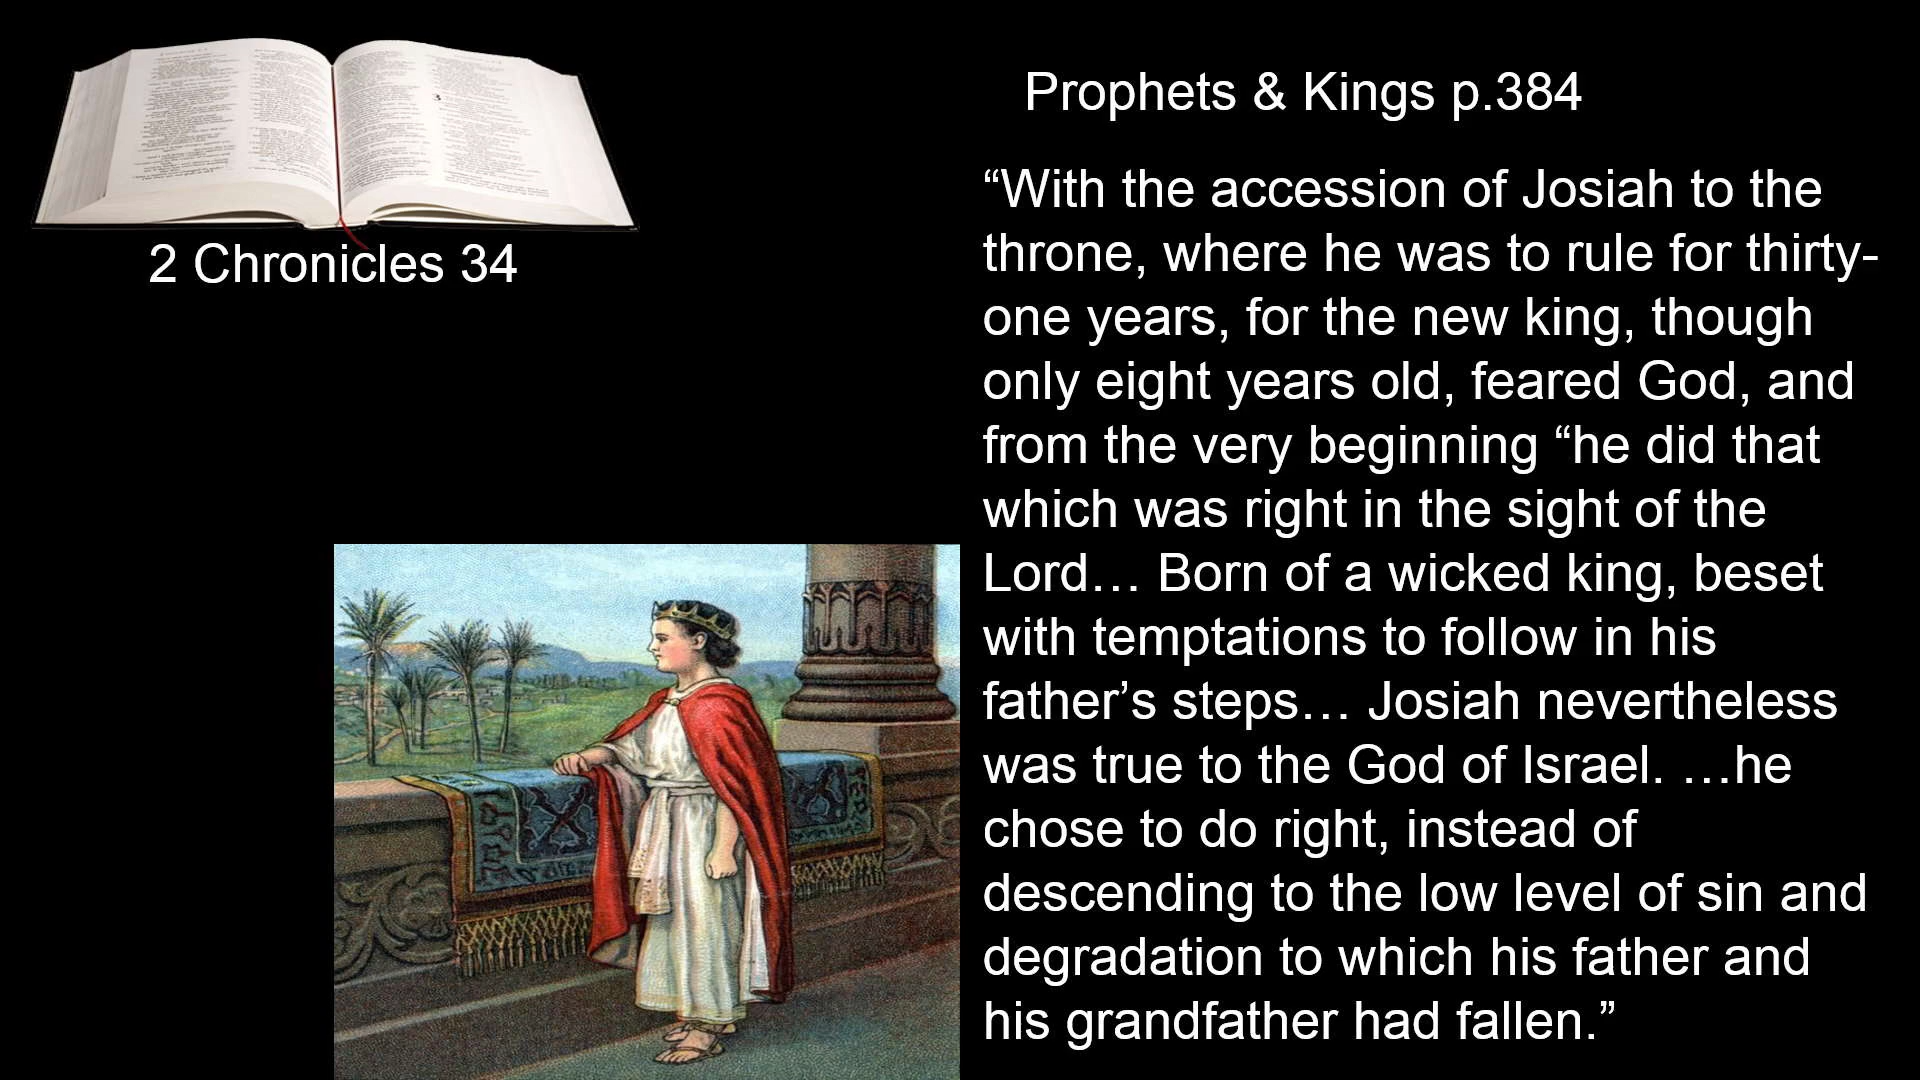 2 Chronicles 34
Prophets & Kings p.384
“With the accession of Josiah to the
throne, where he was to rule for thirty-
one years, for the new king, though
only eight years old, feared God, and
from the very beginning “he did that
which was right in the sight of the
Lord… Born of a wicked king, beset
with temptations to follow in his
father’s steps… Josiah nevertheless
was true to the God of Israel. …he
chose to do right, instead of
descending to the low level of sin and
degradation to which his father and
his grandfather had fallen.”